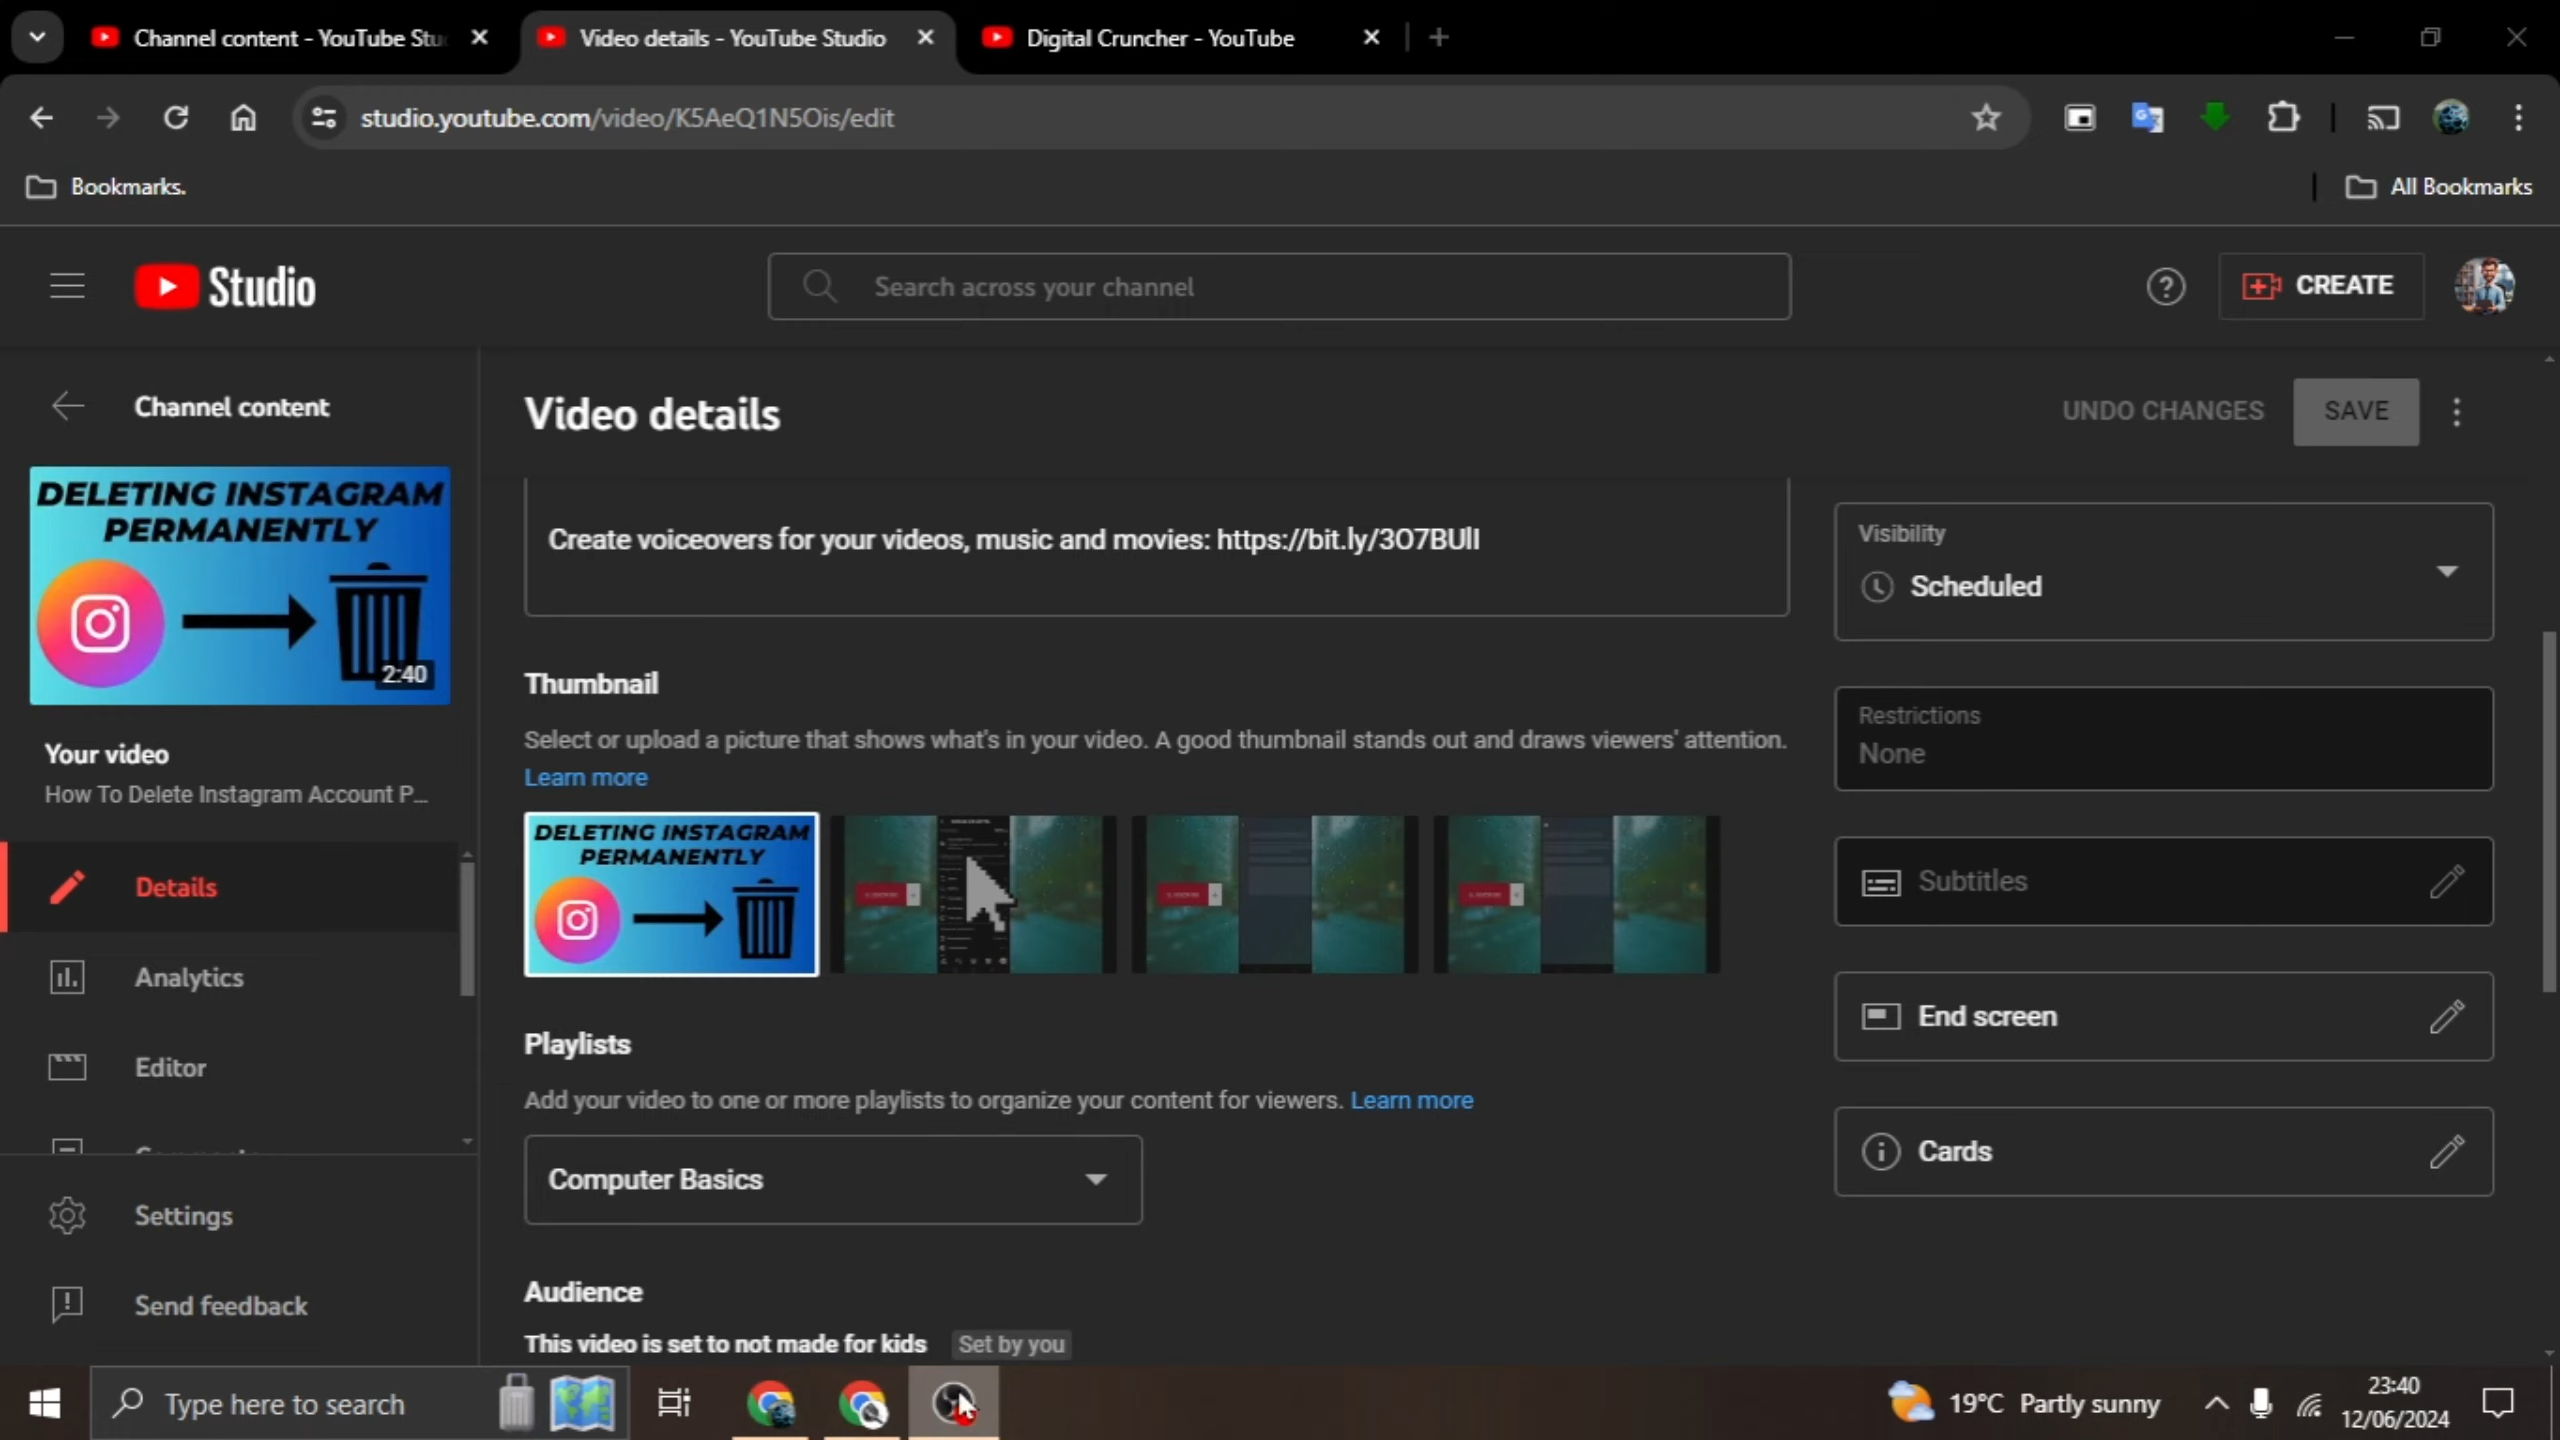 Channel content - YouTube Stu
Video details - YouTube Studio
Digital Cruncher - YouTube
studio.youtube.com/video/K5AeQ1N5Ois/edit
Bookmarks.
All Bookmarks
Studio
Search across your channel
CREATE
Channel content
Video details
UNDO CHANGES
SAVE
DELETING INSTAGRAM
PERMANENTLY
2:40
Your video
How To Delete Instagram Account P...
Details
Analytics
Editor
Settings
Send feedback
Create voiceovers for your videos, music and movies: https://bit.ly/3O7BUlI
Thumbnail
Select or upload a picture that shows what's in your video. A good thumbnail stands out and draws viewers' attention.
Learn more
DELETING INSTAGRAM
PERMANENTLY
Playlists
Add your video to one or more playlists to organize your content for viewers. Learn more
Computer Basics
Audience
This video is set to not made for kids Set by you
Visibility
Scheduled
Restrictions
None
Subtitles
End screen
Cards
Type here to search
19°C Partly sunny
23:40
12/06/2024